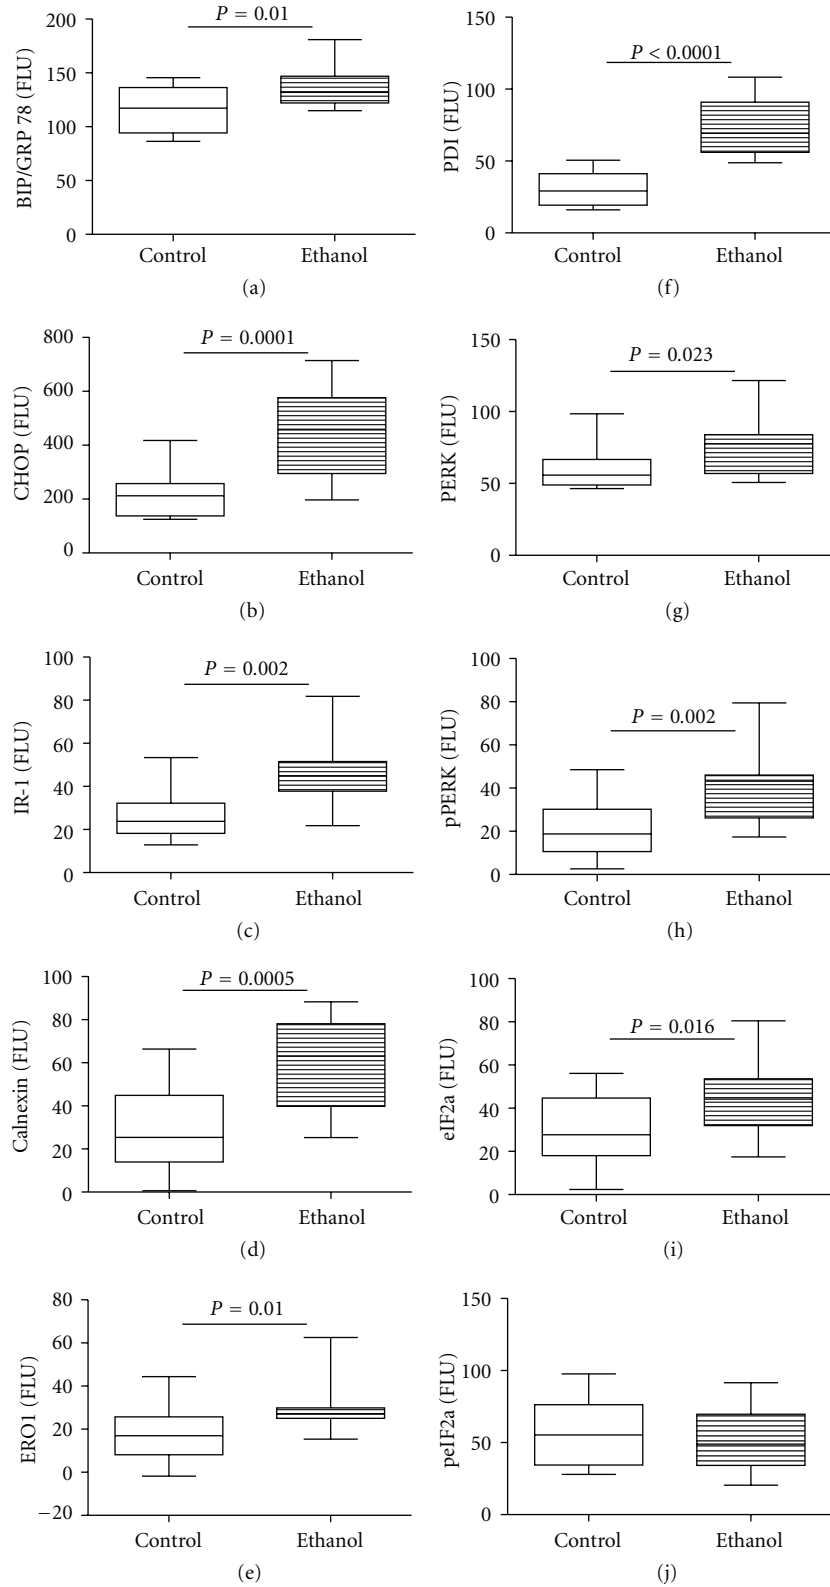 P = 0.01
BIP/GRP 78 (FLU)
200
150
100
50
0
Control
Ethanol
(a)
P < 0.0001
PDI (FLU)
150
100
50
0
Control
Ethanol
(f)
P = 0.0001
CHOP (FLU)
800
600
400
200
0
Control
Ethanol
(b)
P = 0.023
PERK (FLU)
150
100
50
0
Control
Ethanol
(g)
P = 0.002
IR-1 (FLU)
100
80
60
40
20
0
Control
Ethanol
(c)
P = 0.002
pPERK (FLU)
100
80
60
40
20
0
Control
Ethanol
(h)
P = 0.0005
Calnexin (FLU)
100
80
60
40
20
0
Control
Ethanol
(d)
P = 0.016
eIF2a (FLU)
100
80
60
40
20
0
Control
Ethanol
(i)
P = 0.01
ERO1 (FLU)
80
60
40
20
0
−20
Control
Ethanol
(e)
peIF2a (FLU)
150
100
50
0
Control
Ethanol
(j)